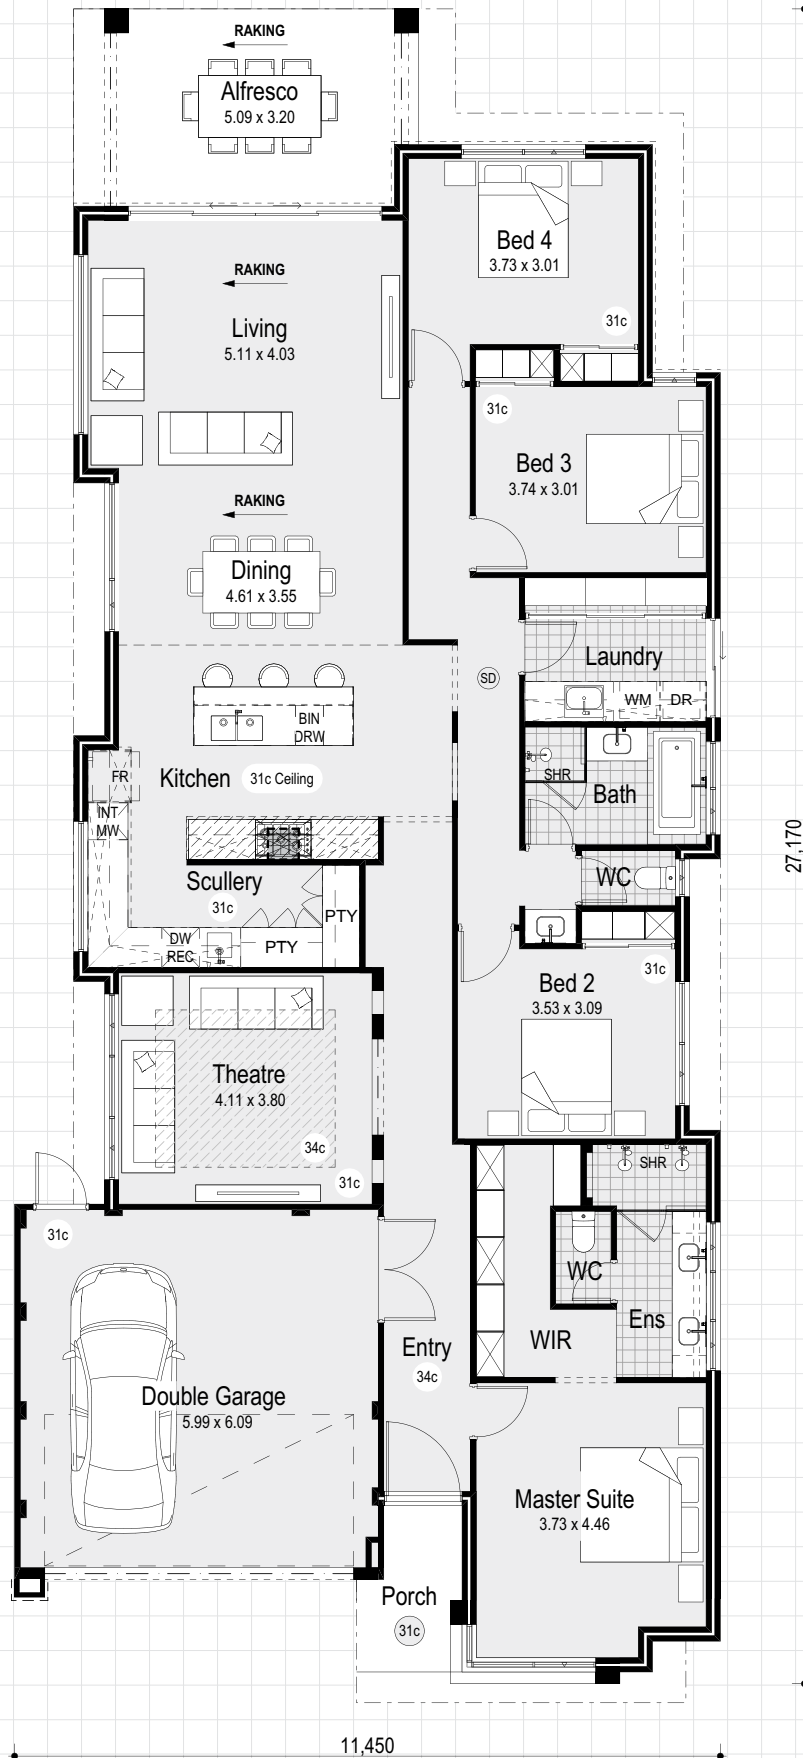 RAKING
Alfresco
5.09 x 3.20
Bed 4
3.73 x 3.01
31c
RAKING
Living
5.11 x 4.03
31c
Bed 3
3.74 x 3.01
RAKING
Dining
4.61 x 3.55
Laundry
SD
WM DR
BIN
DRW
FR
Kitchen
31c Ceiling
SHR
Bath
INT
MW
27,170
Scullery
31c
WC
PTY
DW
REC
PTY
31c
Bed 2
3.53 x 3.09
Theatre
4.11 x 3.80
34c
31c
SHR
31c
WC
Ens
WIR
Entry
34c
Double Garage
5.99 x 6.09
Master Suite
3.73 x 4.46
Porch
31c
11,450